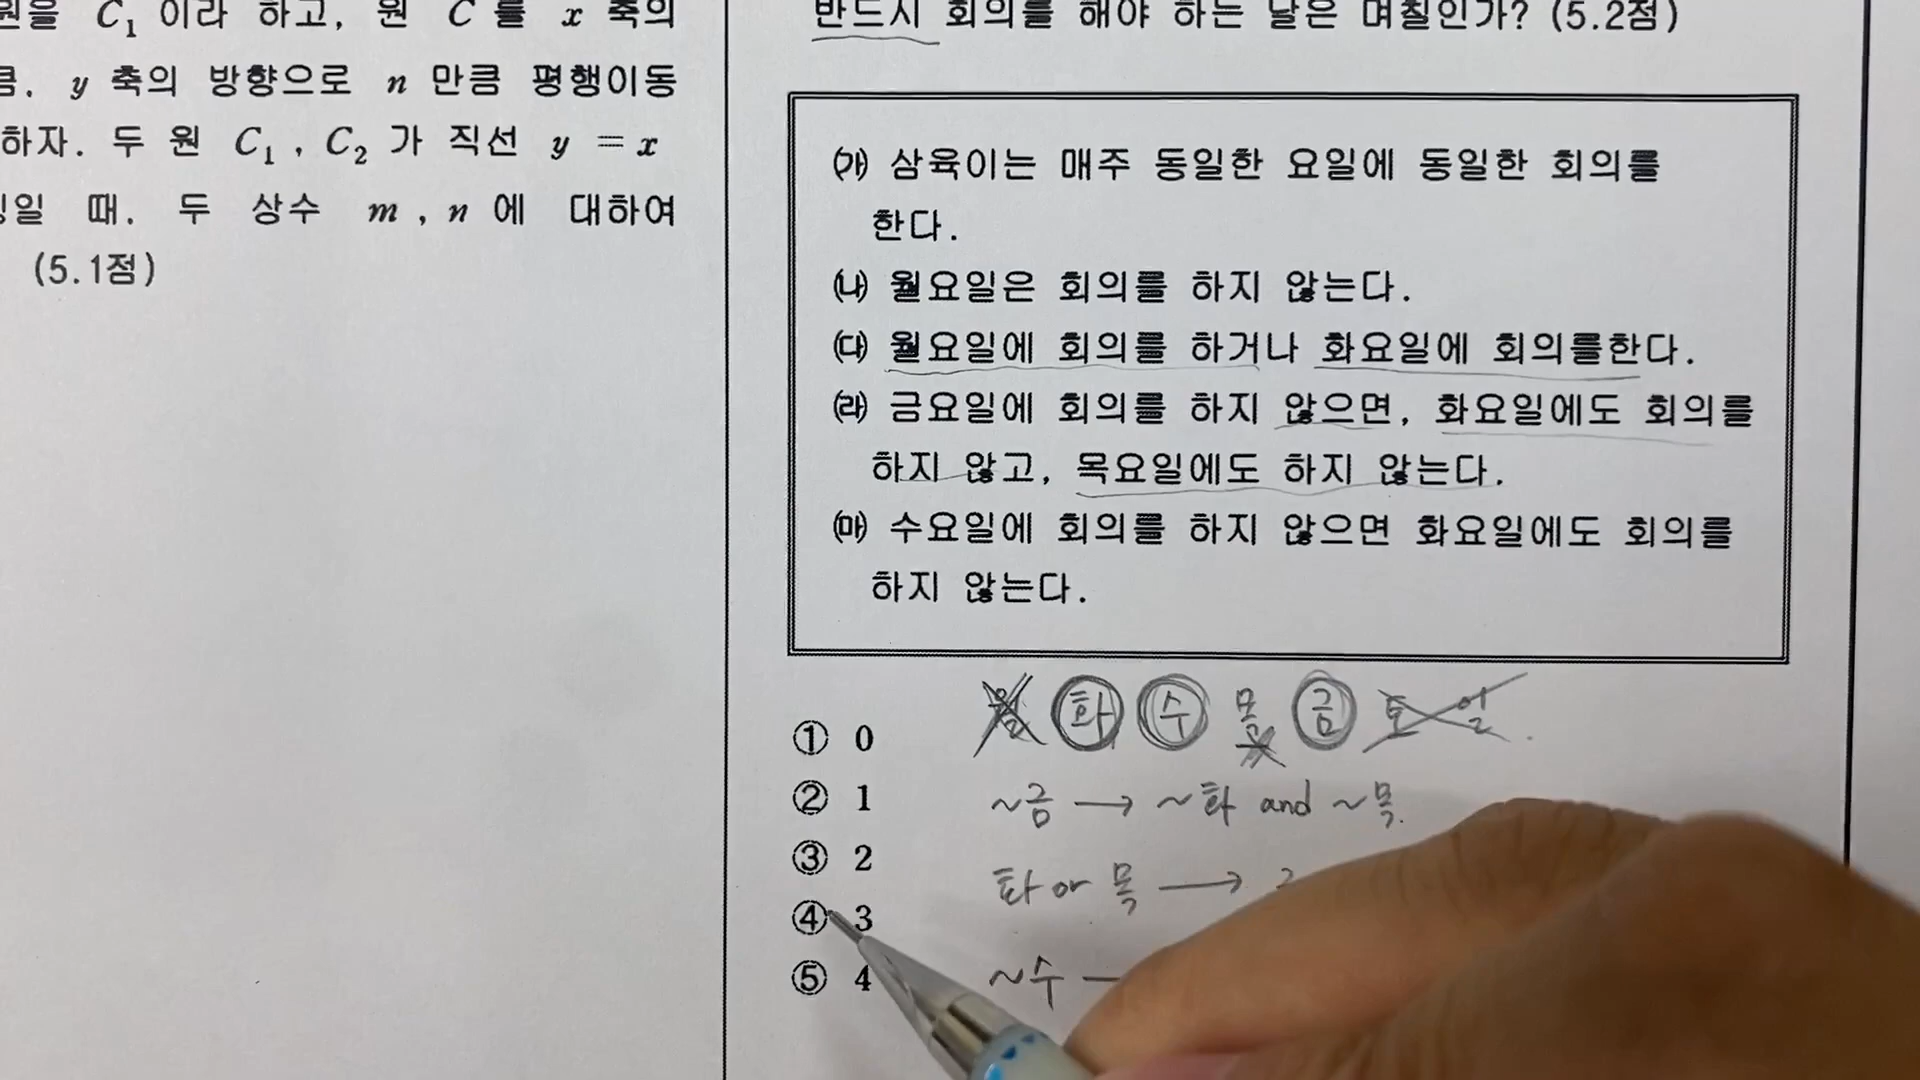 원을 C₁ 이라 하고, 원 C 를 x 축의
큼, y 축의 방향으로 n 만큼 평행이동
하자. 두 원 C₁, C₂ 가 직선 y = x
일 때, 두 상수 m, n 에 대하여
(5.1점)
반드시 회의를 해야 하는 날은 며칠인가? (5.2점)
㈎ 삼육이는 매주 동일한 요일에 동일한 회의를
한다.
㈏ 월요일은 회의를 하지 않는다.
㈐ 월요일에 회의를 하거나 화요일에 회의를한다.
㈑ 금요일에 회의를 하지 않으면, 화요일에도 회의를
하지 않고, 목요일에도 하지 않는다.
㈒ 수요일에 회의를 하지 않으면 화요일에도 회의를
하지 않는다.
월 화 수 목 금 토 일
① 0
② 1
③ 2
④ 3
⑤ 4
~금 → ~화 and ~목.
화 or 목 →
~수